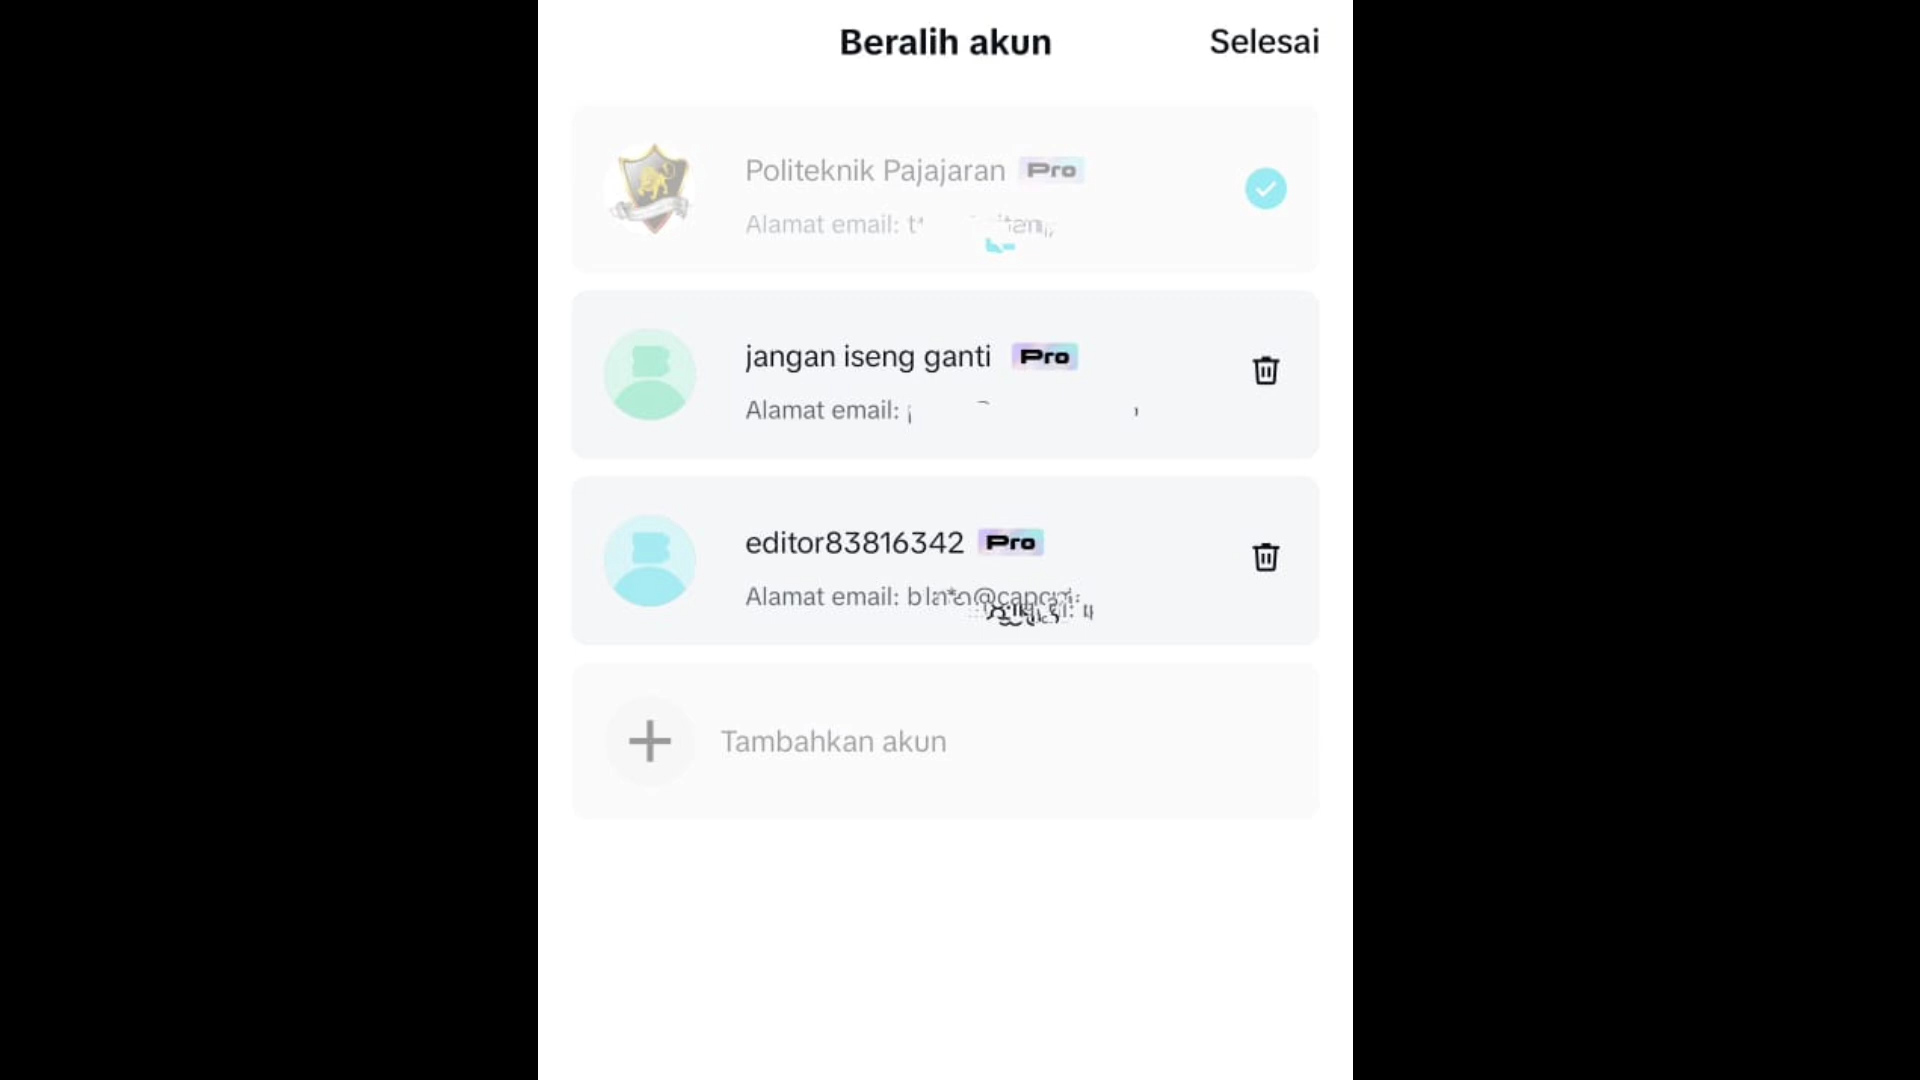 Beralih akun
Selesai
Politeknik Pajajaran Pro
Alamat email:
jangan iseng ganti Pro
Alamat email:
editor83816342 Pro
Alamat email:
Tambahkan akun